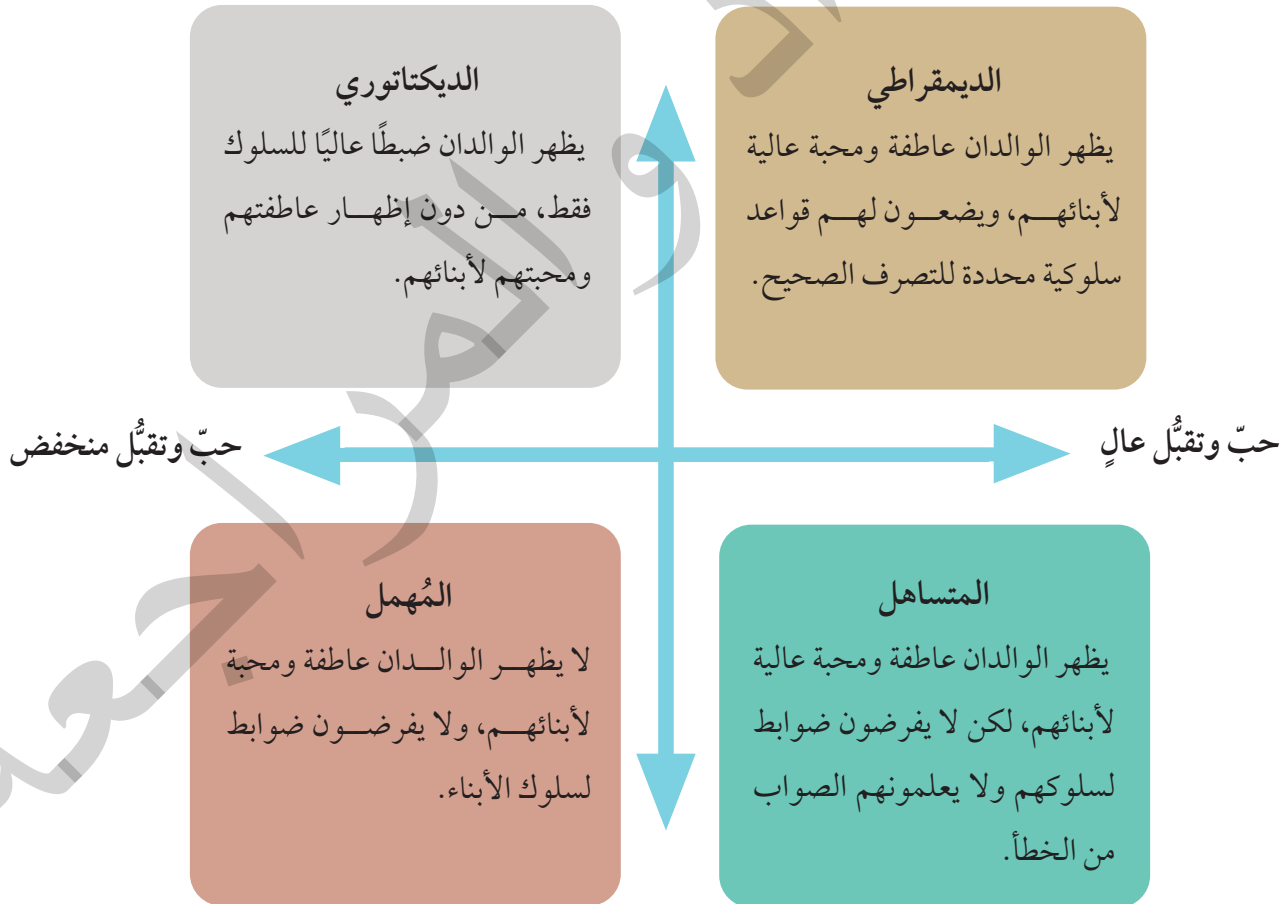 الديمقراطي
يظهر الوالدان عاطفة ومحبة عالية
لأبنائهم، ويضعون لهم قواعد
سلوكية محددة للتصرف الصحيح.
الديكتاتوري
يظهر الوالدان ضبطًا عاليًا للسلوك
فقط، من دون إظهار عاطفتهم
ومحبتهم لأبنائهم.
حبّ وتقبُّل عالٍ
حبّ وتقبُّل منخفض
المتساهل
يظهر الوالدان عاطفة ومحبة عالية
لأبنائهم، لكن لا يفرضون ضوابط
لسلوكهم ولا يعلمونهم الصواب
من الخطأ.
المُهمل
لا يظهر الوالدان عاطفة ومحبة
لأبنائهم، ولا يفرضون ضوابط
لسلوك الأبناء.